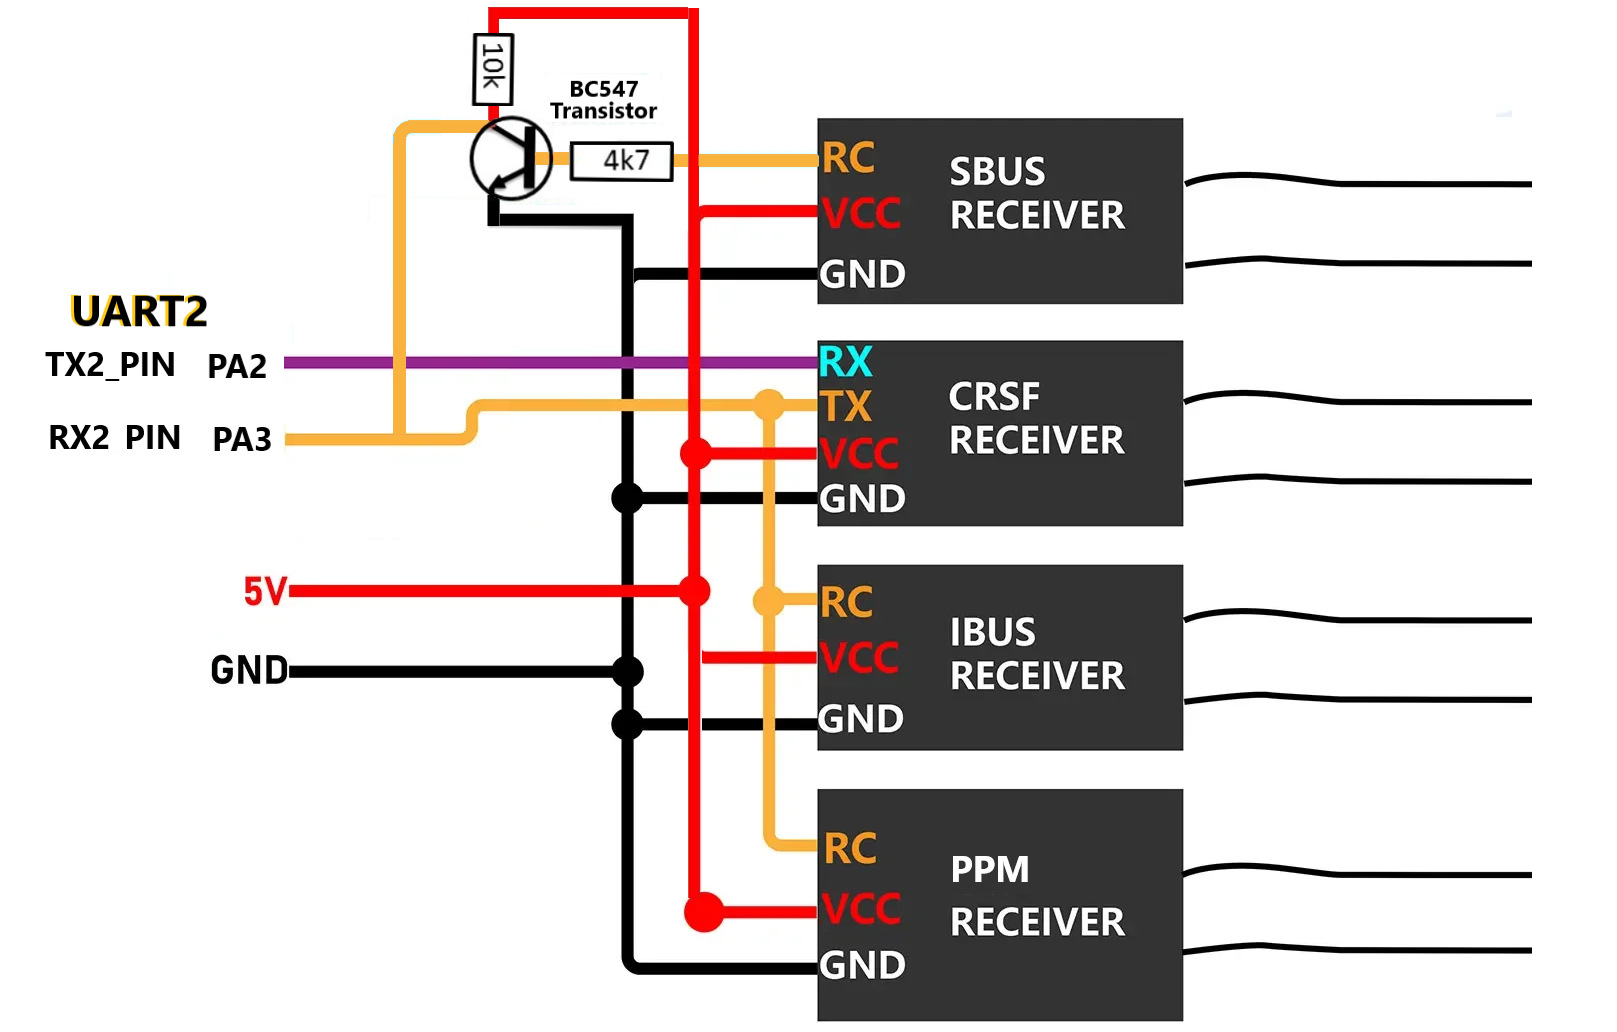 10k
BC547
Transistor
4k7
RC
VCC
GND
SBUS
RECEIVER
UART2
TX2_PIN PA2
RX2 PIN PA3
RX
TX
VCC
GND
CRSF
RECEIVER
5V
GND
RC
VCC
GND
IBUS
RECEIVER
RC
VCC
GND
PPM
RECEIVER